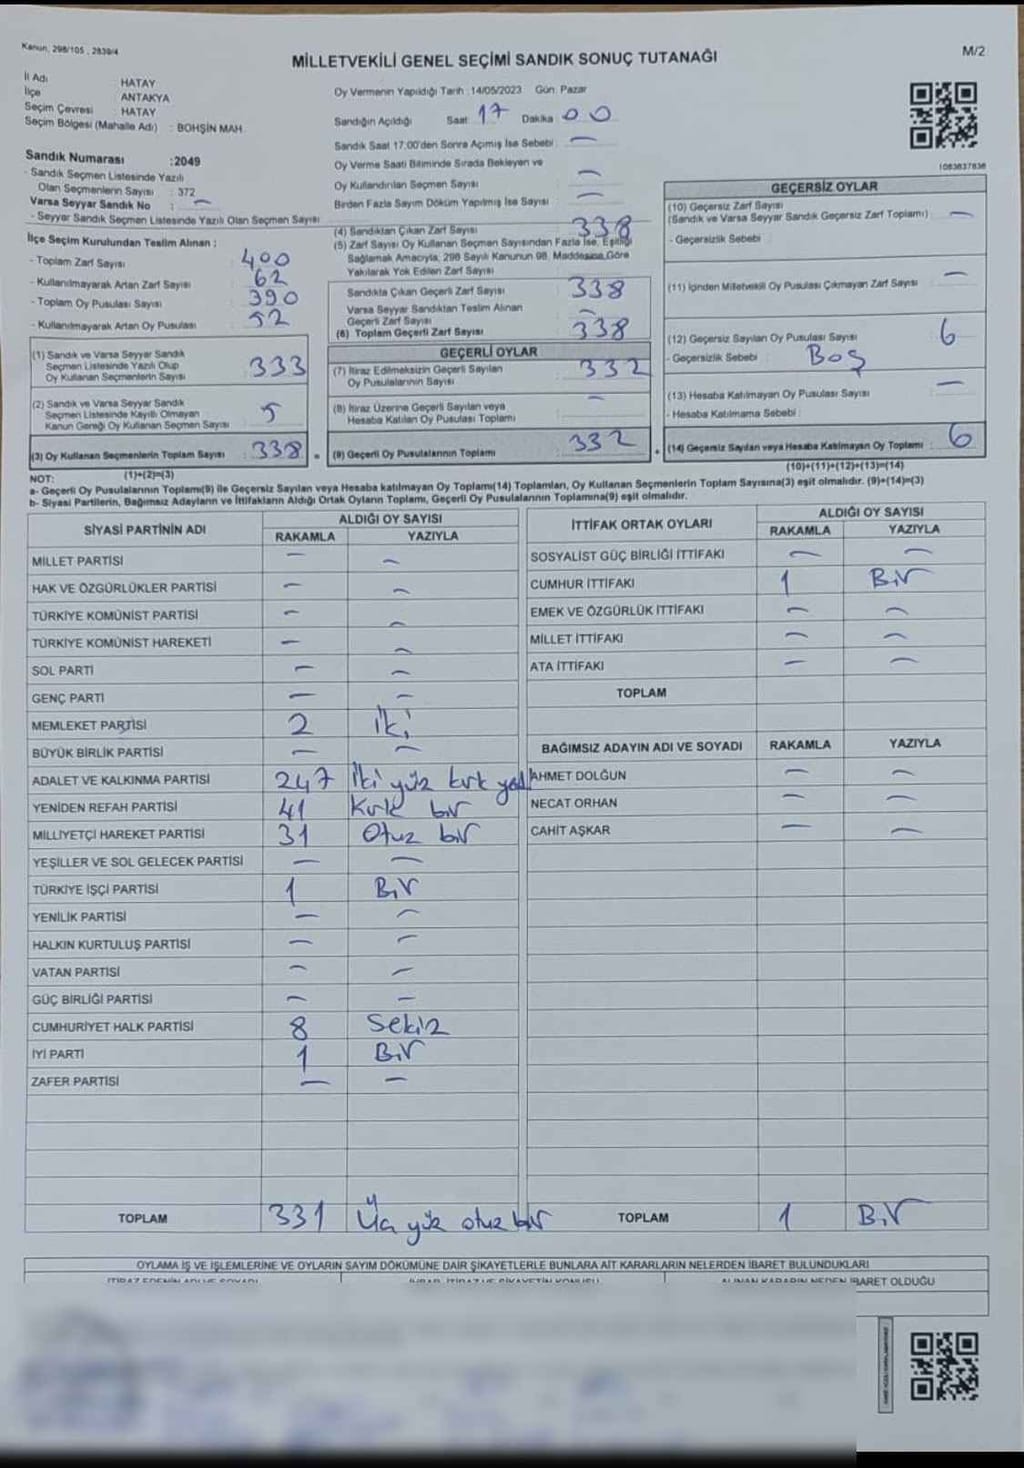 Kanun, 298/105 , 2839/4
M/2
MİLLETVEKİLİ GENEL SEÇİMİ SANDIK SONUÇ TUTANAĞI
İl Adı : HATAY
İlçe : ANTAKYA
Seçim Çevresi : HATAY
Seçim Bölgesi (Mahalle Adı) : BOHŞİN MAH.
Sandık Numarası :2049
- Sandık Seçmen Listesinde Yazılı
Olan Seçmenlerin Sayısı : 372
Varsa Seyyar Sandık No : -
- Seyyar Sandık Seçmen Listesinde Yazılı Olan Seçmen Sayısı
İlçe Seçim Kurulundan Teslim Alınan ;
- Toplam Zarf Sayısı 400
- Kullanılmayarak Artan Zarf Sayısı 62
- Toplam Oy Pusulası Sayısı 390
- Kullanılmayarak Artan Oy Pusulası 52
(1) Sandık ve Varsa Seyyar Sandık
Seçmen Listesinde Yazılı Olup
Oy Kullanan Seçmenlerin Sayısı 333
(2) Sandık ve Varsa Seyyar Sandık
Seçmen Listesinde Kayıtlı Olmayan
Kanun Gereği Oy Kullanan Seçmen Sayısı 5
(3) Oy Kullanan Seçmenlerin Toplam Sayısı 338
(1)+(2)=(3)
Oy Vermenin Yapıldığı Tarih :14/05/2023 Gün: Pazar
Sandığın Açıldığı Saat 17 Dakika 00
Sandık Saat 17:00'den Sonra Açılmış İse Sebebi : -
Oy Verme Saati Bitiminde Sırada Bekleyen ve
Oy Kullandırılan Seçmen Sayısı -
Birden Fazla Sayım Döküm Yapılmış İse Sayısı -
(4) Sandıktan Çıkan Zarf Sayısı 338
(5) Zarf Sayısı Oy Kullanan Seçmen Sayısından Fazla İse, Eşitliği
Sağlamak Amacıyla, 298 Sayılı Kanunun 98. Maddesine Göre
Yakılarak Yok Edilen Zarf Sayısı -
Sandıkta Çıkan Geçerli Zarf Sayısı 338
Varsa Seyyar Sandıktan Teslim Alınan
Geçerli Zarf Sayısı -
(6) Toplam Geçerli Zarf Sayısı 338
GEÇERLİ OYLAR
(7) İtiraz Edilmeksizin Geçerli Sayılan
Oy Pusulalarının Sayısı 332
(8) İtiraz Üzerine Geçerli Sayılan veya
Hesaba Katılan Oy Pusulası Toplamı -
(9) Geçerli Oy Pusulalarının Toplamı 332
1083837836
GEÇERSİZ OYLAR
(10) Geçersiz Zarf Sayısı
(Sandık ve Varsa Seyyar Sandık Geçersiz Zarf Toplamı) -
- Geçersizlik Sebebi :
(11) İçinden Milletvekili Oy Pusulası Çıkmayan Zarf Sayısı -
(12) Geçersiz Sayılan Oy Pusulası Sayısı 6
- Geçersizlik Sebebi : Boş
(13) Hesaba Katılmayan Oy Pusulası Sayısı -
- Hesaba Katılmama Sebebi :
(14) Geçersiz Sayılan veya Hesaba Katılmayan Oy Toplamı : 6
(10)+(11)+(12)+(13)=(14)
NOT:
a- Geçerli Oy Pusulalarının Toplamı(9) ile Geçersiz Sayılan veya Hesaba katılmayan Oy Toplamı(14) Toplamları, Oy Kullanan Seçmenlerin Toplam Sayısına(3) eşit olmalıdır. (9)+(14)=(3)
b- Siyasi Partilerin, Bağımsız Adayların ve İttifakların Aldığı Ortak Oyların Toplamı, Geçerli Oy Pusulalarının Toplamına(9) eşit olmalıdır.
SİYASİ PARTİNİN ADI ALDIĞI OY SAYISI
RAKAMLA YAZIYLA
MİLLET PARTİSİ - -
HAK VE ÖZGÜRLÜKLER PARTİSİ - -
TÜRKİYE KOMÜNİST PARTİSİ - -
TÜRKİYE KOMÜNİST HAREKETİ - -
SOL PARTİ - -
GENÇ PARTİ - -
MEMLEKET PARTİSİ 2 İki
BÜYÜK BİRLİK PARTİSİ - -
ADALET VE KALKINMA PARTİSİ 247 İki yüz kırk yedi
YENİDEN REFAH PARTİSİ 41 Kırk bir
MİLLİYETÇİ HAREKET PARTİSİ 31 Otuz bir
YEŞİLLER VE SOL GELECEK PARTİSİ - -
TÜRKİYE İŞÇİ PARTİSİ 1 Bir
YENİLİK PARTİSİ - -
HALKIN KURTULUŞ PARTİSİ - -
VATAN PARTİSİ - -
GÜÇ BİRLİĞİ PARTİSİ - -
CUMHURİYET HALK PARTİSİ 8 Sekiz
İYİ PARTİ 1 Bir
ZAFER PARTİSİ - -
TOPLAM 331 Üç yüz otuz bir
İTTİFAK ORTAK OYLARI ALDIĞI OY SAYISI
RAKAMLA YAZIYLA
SOSYALİST GÜÇ BİRLİĞİ İTTİFAKI - -
CUMHUR İTTİFAKI 1 Bir
EMEK VE ÖZGÜRLÜK İTTİFAKI - -
MİLLET İTTİFAKI - -
ATA İTTİFAKI - -
TOPLAM
BAĞIMSIZ ADAYIN ADI VE SOYADI RAKAMLA YAZIYLA
AHMET DOLĞUN - -
NECAT ORHAN - -
CAHİT AŞKAR - -
TOPLAM 1 Bir
OYLAMA İŞ VE İŞLEMLERİNE VE OYLARIN SAYIM DÖKÜMÜNE DAİR ŞİKAYETLERLE BUNLARA AİT KARARLARIN NELERDEN İBARET BULUNDUKLARI
İTİRAZ EDENİN ADI VE SOYADI İHBAR, İTİRAZ VE ŞİKAYETİN KONUSU ALINAN KARARIN NEDEN İBARET OLDUĞU